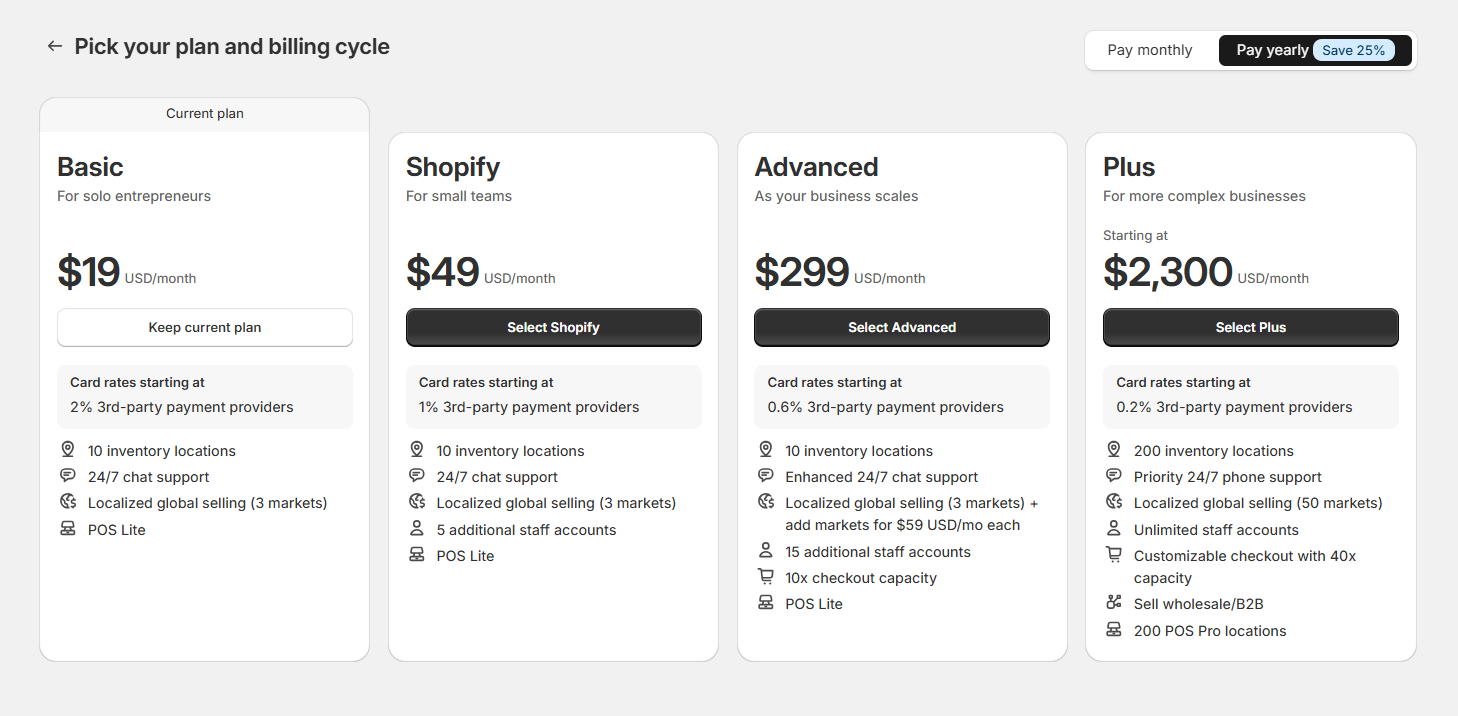 Pick your plan and billing cycle
Pay monthly
Pay yearly Save 25%
Current plan
Basic
For solo entrepreneurs
$19 USD/month
Keep current plan
Card rates starting at
2% 3rd-party payment providers
10 inventory locations
24/7 chat support
Localized global selling (3 markets)
POS Lite
Shopify
For small teams
$49 USD/month
Select Shopify
Card rates starting at
1% 3rd-party payment providers
10 inventory locations
24/7 chat support
Localized global selling (3 markets)
5 additional staff accounts
POS Lite
Advanced
As your business scales
$299 USD/month
Select Advanced
Card rates starting at
0.6% 3rd-party payment providers
10 inventory locations
Enhanced 24/7 chat support
Localized global selling (3 markets) +
add markets for $59 USD/mo each
15 additional staff accounts
10x checkout capacity
POS Lite
Plus
For more complex businesses
Starting at
$2,300 USD/month
Select Plus
Card rates starting at
0.2% 3rd-party payment providers
200 inventory locations
Priority 24/7 phone support
Localized global selling (50 markets)
Unlimited staff accounts
Customizable checkout with 40x
capacity
Sell wholesale/B2B
200 POS Pro locations